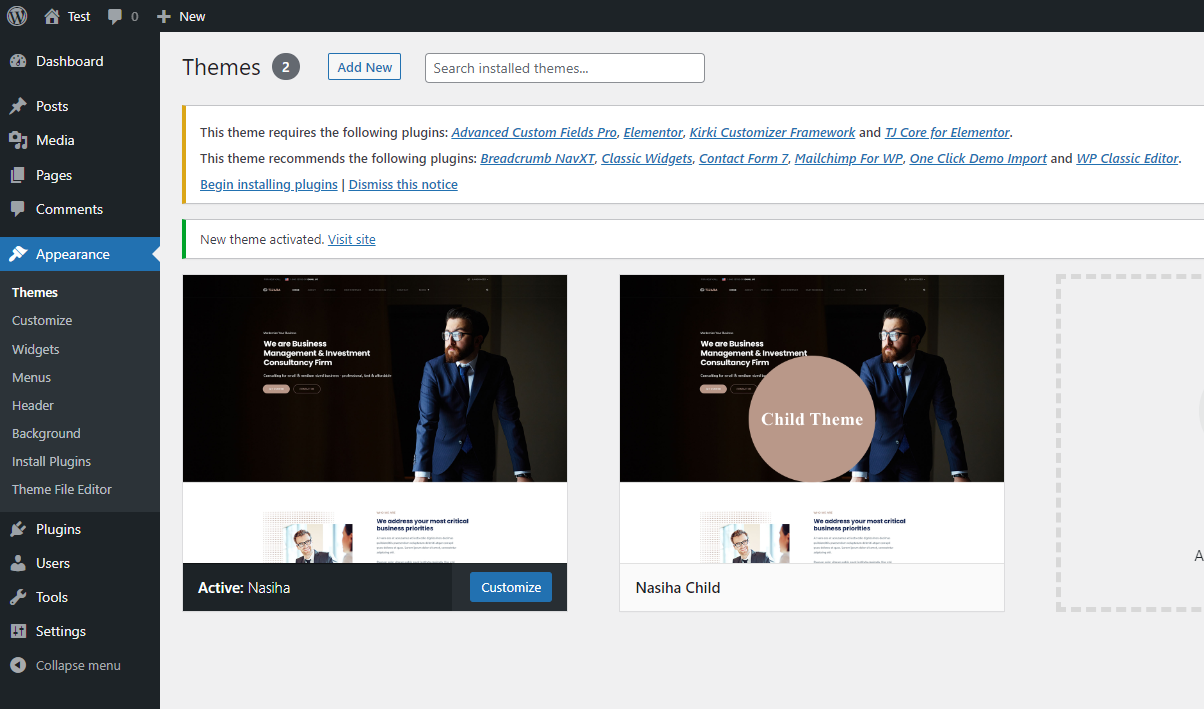 Test 0 New
Dashboard
Posts
Media
Pages
Comments
Appearance
Themes
Customize
Widgets
Menus
Header
Background
Install Plugins
Theme File Editor
Plugins
Users
Tools
Settings
Collapse menu
Themes 2 Add New Search installed themes...
This theme requires the following plugins: Advanced Custom Fields Pro, Elementor, Kirki Customizer Framework and TJ Core for Elementor.
This theme recommends the following plugins: Breadcrumb NavXT, Classic Widgets, Contact Form 7, Mailchimp For WP, One Click Demo Import and WP Classic Editor.
Begin installing plugins | Dismiss this notice
New theme activated. Visit site
We are Business
Management & Investment
Consultancy Firm
We address your most critical
business priorities
Active: Nasiha Customize
We are Business
Management & Investment
Consultancy Firm
Child Theme
We address your most critical
business priorities
Nasiha Child
A